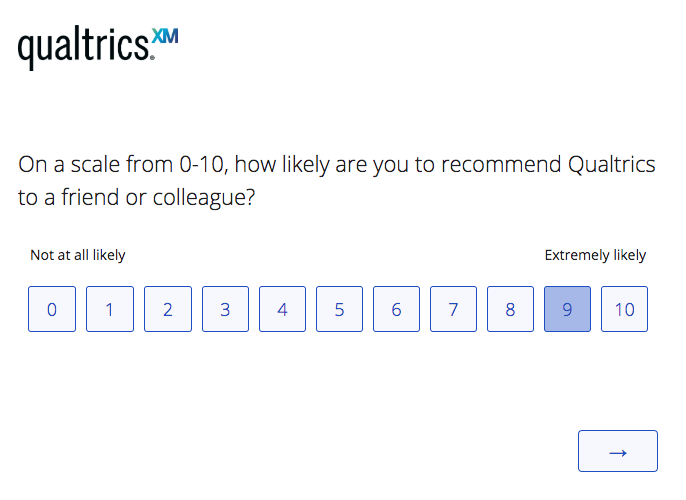 qualtrics.XM
On a scale from 0-10, how likely are you to recommend Qualtrics
to a friend or colleague?
Not at all likely Extremely likely
0 1 2 3 4 5 6 7 8 9 10
→